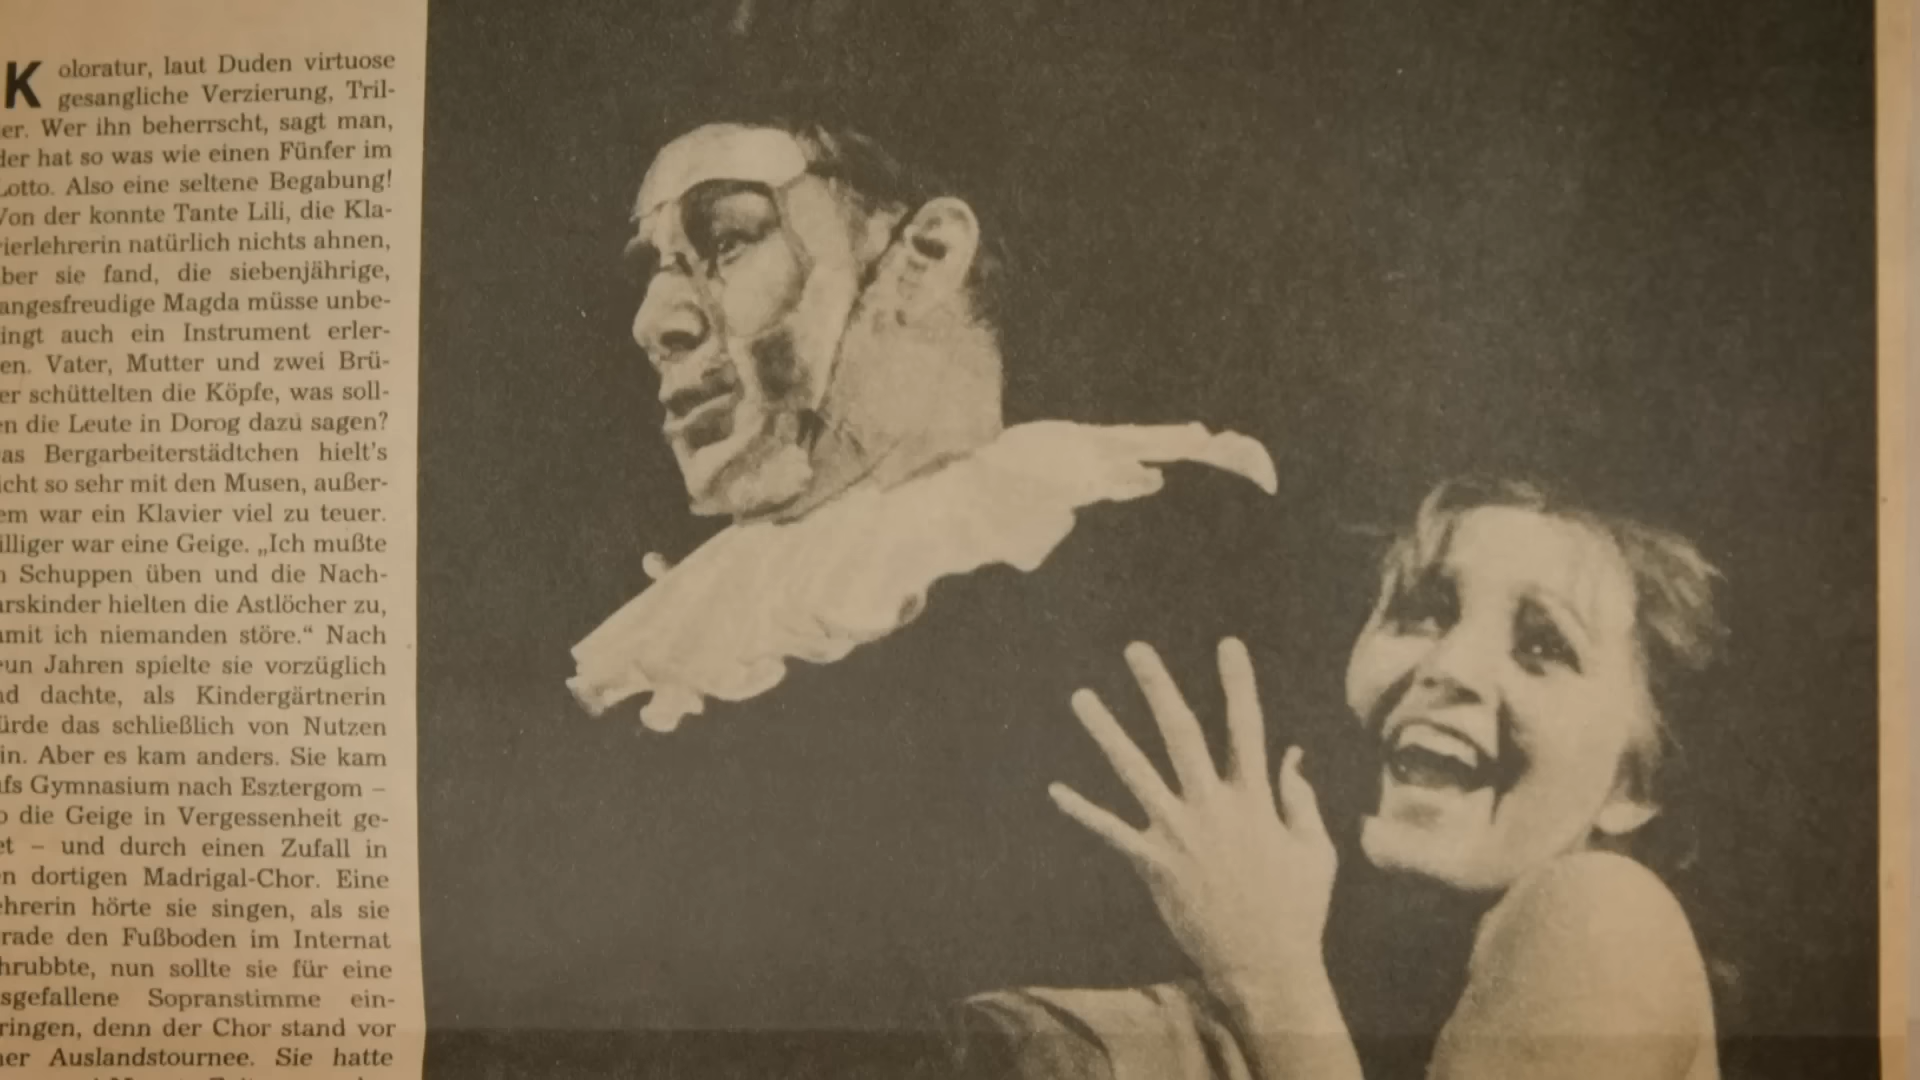 Koloratur, laut Duden virtuose
gesangliche Verzierung, Tril-
er. Wer ihn beherrscht, sagt man,
der hat so was wie einen Fünfer im
Lotto. Also eine seltene Begabung!
Von der konnte Tante Lili, die Kla-
ierlehrerin natürlich nichts ahnen,
ber sie fand, die siebenjährige,
angesfreudige Magda müsse unbe-
ingt auch ein Instrument erler-
en. Vater, Mutter und zwei Brü-
er schüttelten die Köpfe, was soll-
en die Leute in Dorog dazu sagen?
as Bergarbeiterstädtchen hielt's
icht so sehr mit den Musen, außer-
em war ein Klavier viel zu teuer.
illiger war eine Geige. „Ich mußte
Schuppen üben und die Nach-
arskinder hielten die Astlöcher zu,
amit ich niemanden störe.“ Nach
eun Jahren spielte sie vorzüglich
nd dachte, als Kindergärtnerin
ürde das schließlich von Nutzen
in. Aber es kam anders. Sie kam
ufs Gymnasium nach Esztergom –
o die Geige in Vergessenheit ge-
et – und durch einen Zufall in
en dortigen Madrigal-Chor. Eine
ehrerin hörte sie singen, als sie
rade den Fußboden im Internat
hrubbte, nun sollte sie für eine
sgefallene Sopranstimme ein-
ringen, denn der Chor stand vor
ner Auslandstournee. Sie hatte